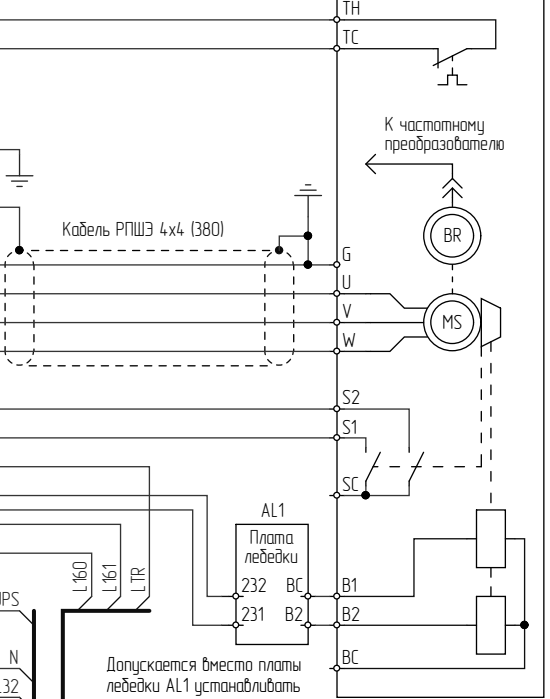 TH
TC
К частотному
преобразователю
BR
Кабель РПШЭ 4х4 (380)
G
U
V
MS
W
S2
S1
SC
AL1
Плата
лебедки
L160
L161
LTR
232
BC
B1
231
B2
B2
N
BC
Допускается вместо платы
лебедки AL1 устанавливать